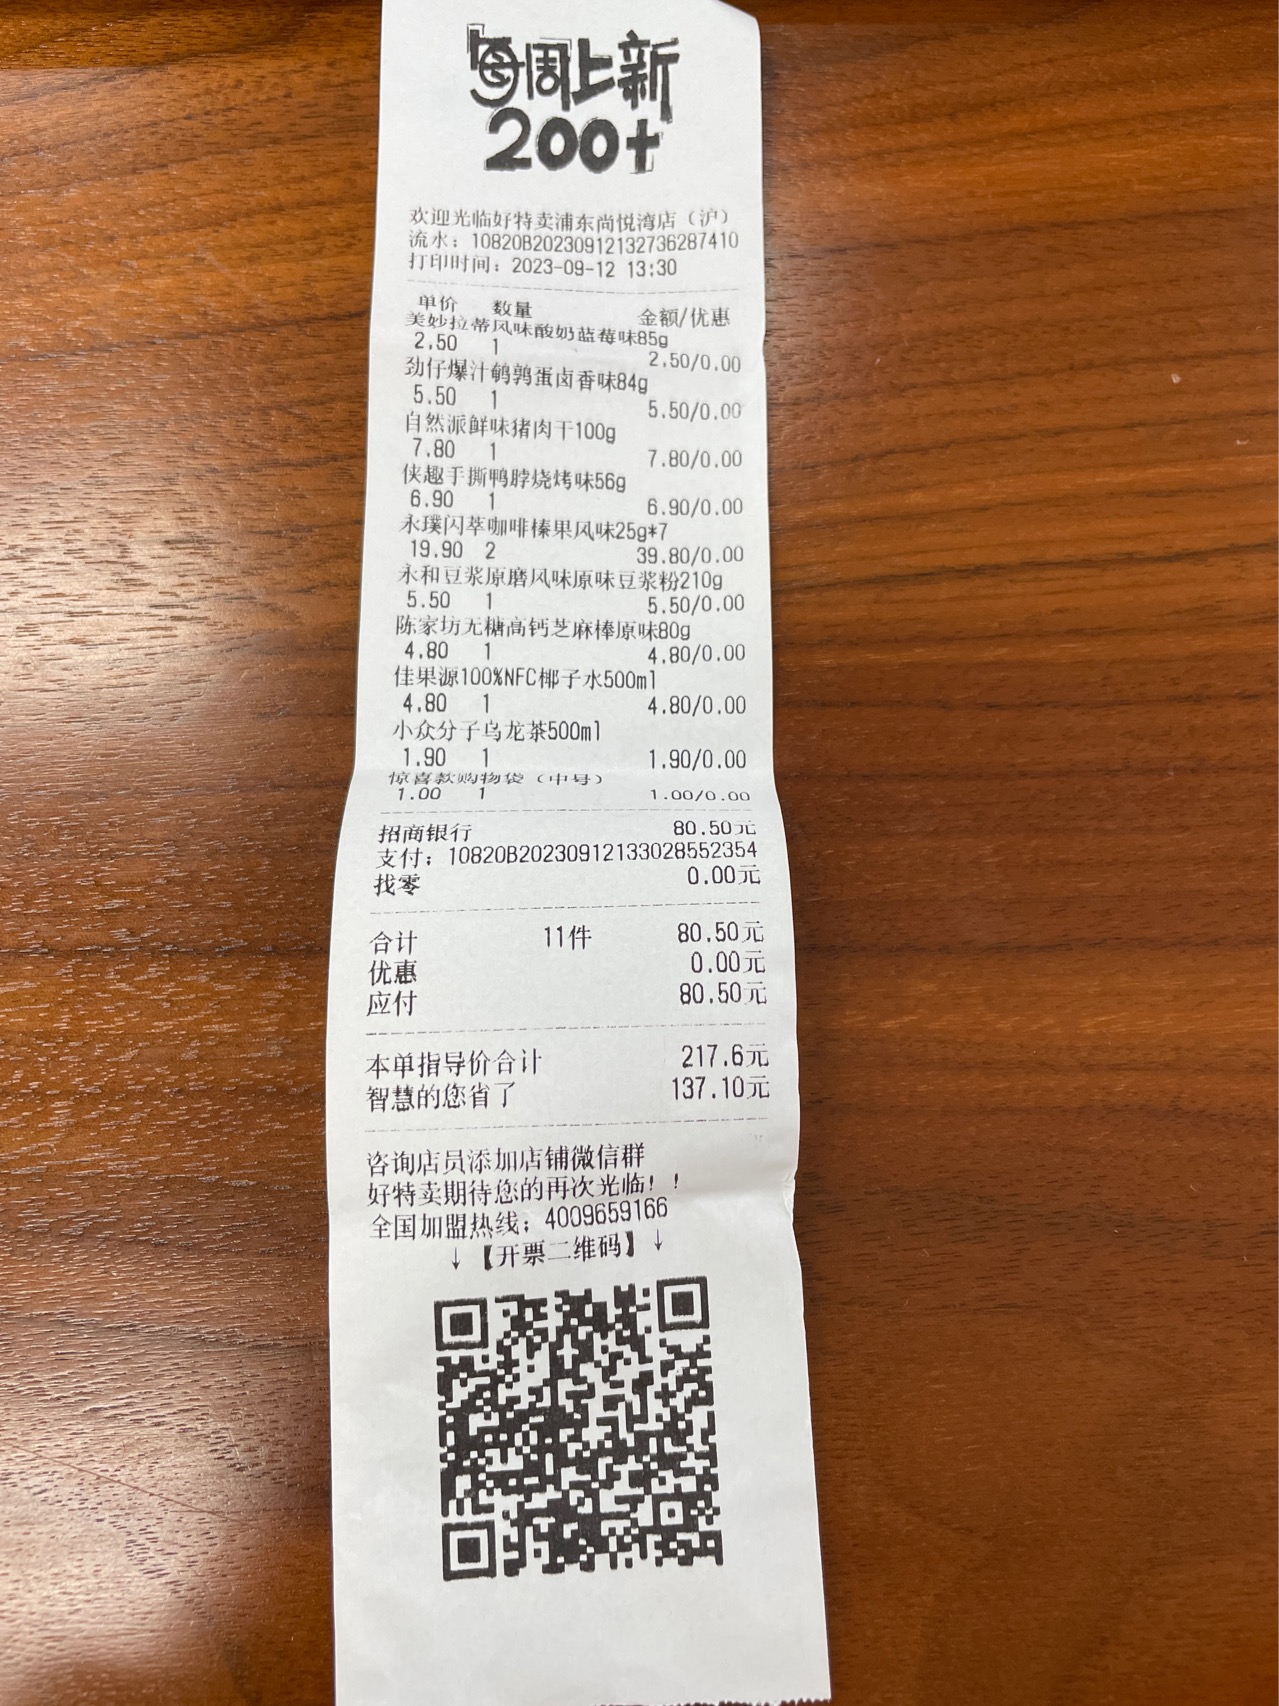 每周上新
200+
欢迎光临好特卖浦东尚悦湾店（沪）
流水：10820B20230912132736287410
打印时间：2023-09-12 13:30
单价 数量 金额/优惠
美妙拉蒂风味酸奶蓝莓味85g
2.50 1 2.50/0.00
劲仔爆汁鹌鹑蛋卤香味84g
5.50 1 5.50/0.00
自然派鲜味猪肉干100g
7.80 1 7.80/0.00
侠趣手撕鸭脖烧烤味56g
6.90 1 6.90/0.00
永璞闪萃咖啡榛果风味25g*7
19.90 2 39.80/0.00
永和豆浆原磨风味原味豆浆粉210g
5.50 1 5.50/0.00
陈家坊无糖高钙芝麻棒原味80g
4.80 1 4.80/0.00
佳果源100%NFC椰子水500ml
4.80 1 4.80/0.00
小众分子乌龙茶500ml
1.90 1 1.90/0.00
惊喜款购物袋（中号）
1.00 1 1.00/0.00
招商银行 80.50元
支付：10820B20230912133028552354
找零 0.00元
合计 11件 80.50元
优惠 0.00元
应付 80.50元
本单指导价合计 217.6元
智慧的您省了 137.10元
咨询店员添加店铺微信群
好特卖期待您的再次光临！！
全国加盟热线：4009659166
↓【开票二维码】↓